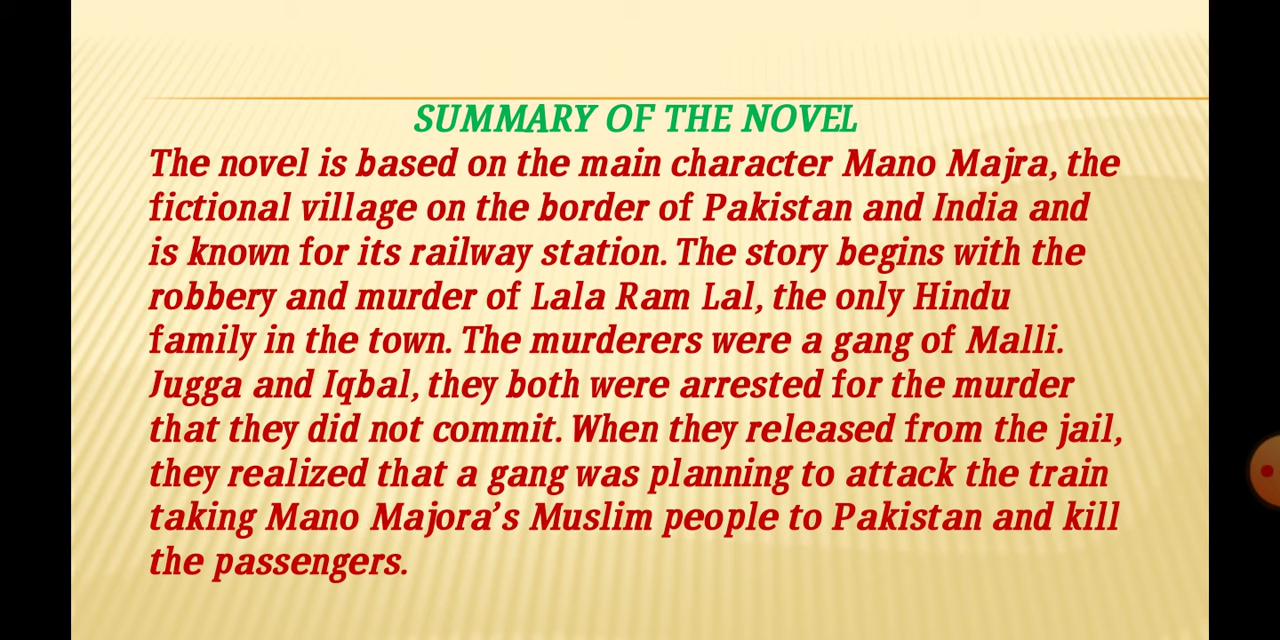 SUMMARY OF THE NOVEL
The novel is based on the main character Mano Majra, the
fictional village on the border of Pakistan and India and
is known for its railway station. The story begins with the
robbery and murder of Lala Ram Lal, the only Hindu
family in the town. The murderers were a gang of Malli.
Jugga and Iqbal, they both were arrested for the murder
that they did not commit. When they released from the jail,
they realized that a gang was planning to attack the train
taking Mano Majora’s Muslim people to Pakistan and kill
the passengers.